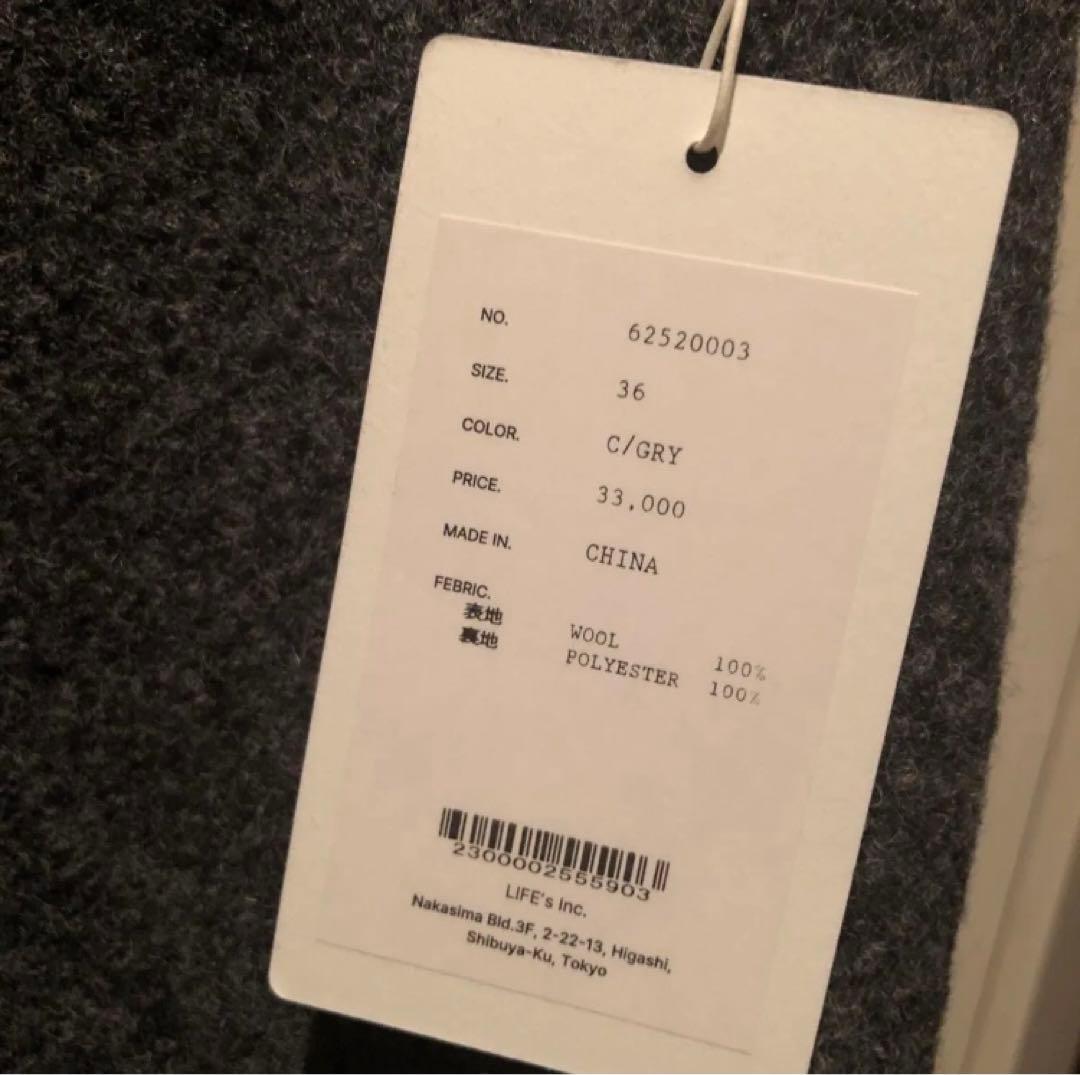 NO. 62520003
SIZE. 36
COLOR. C/GRY
PRICE. 33,000
MADE IN. CHINA
FEBRIC.
表地 WOOL 100%
裏地 POLYESTER 100%
2300002555903
LIFE's Inc.
Nakasima Bld.3F, 2-22-13, Higashi,
Shibuya-Ku, Tokyo